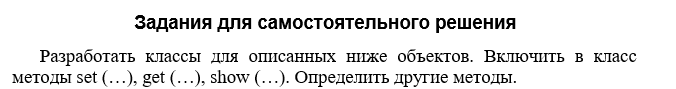 Задания для самостоятельного решения
Разработать классы для описанных ниже объектов. Включить в класс
методы set (…), get (…), show (…). Определить другие методы.